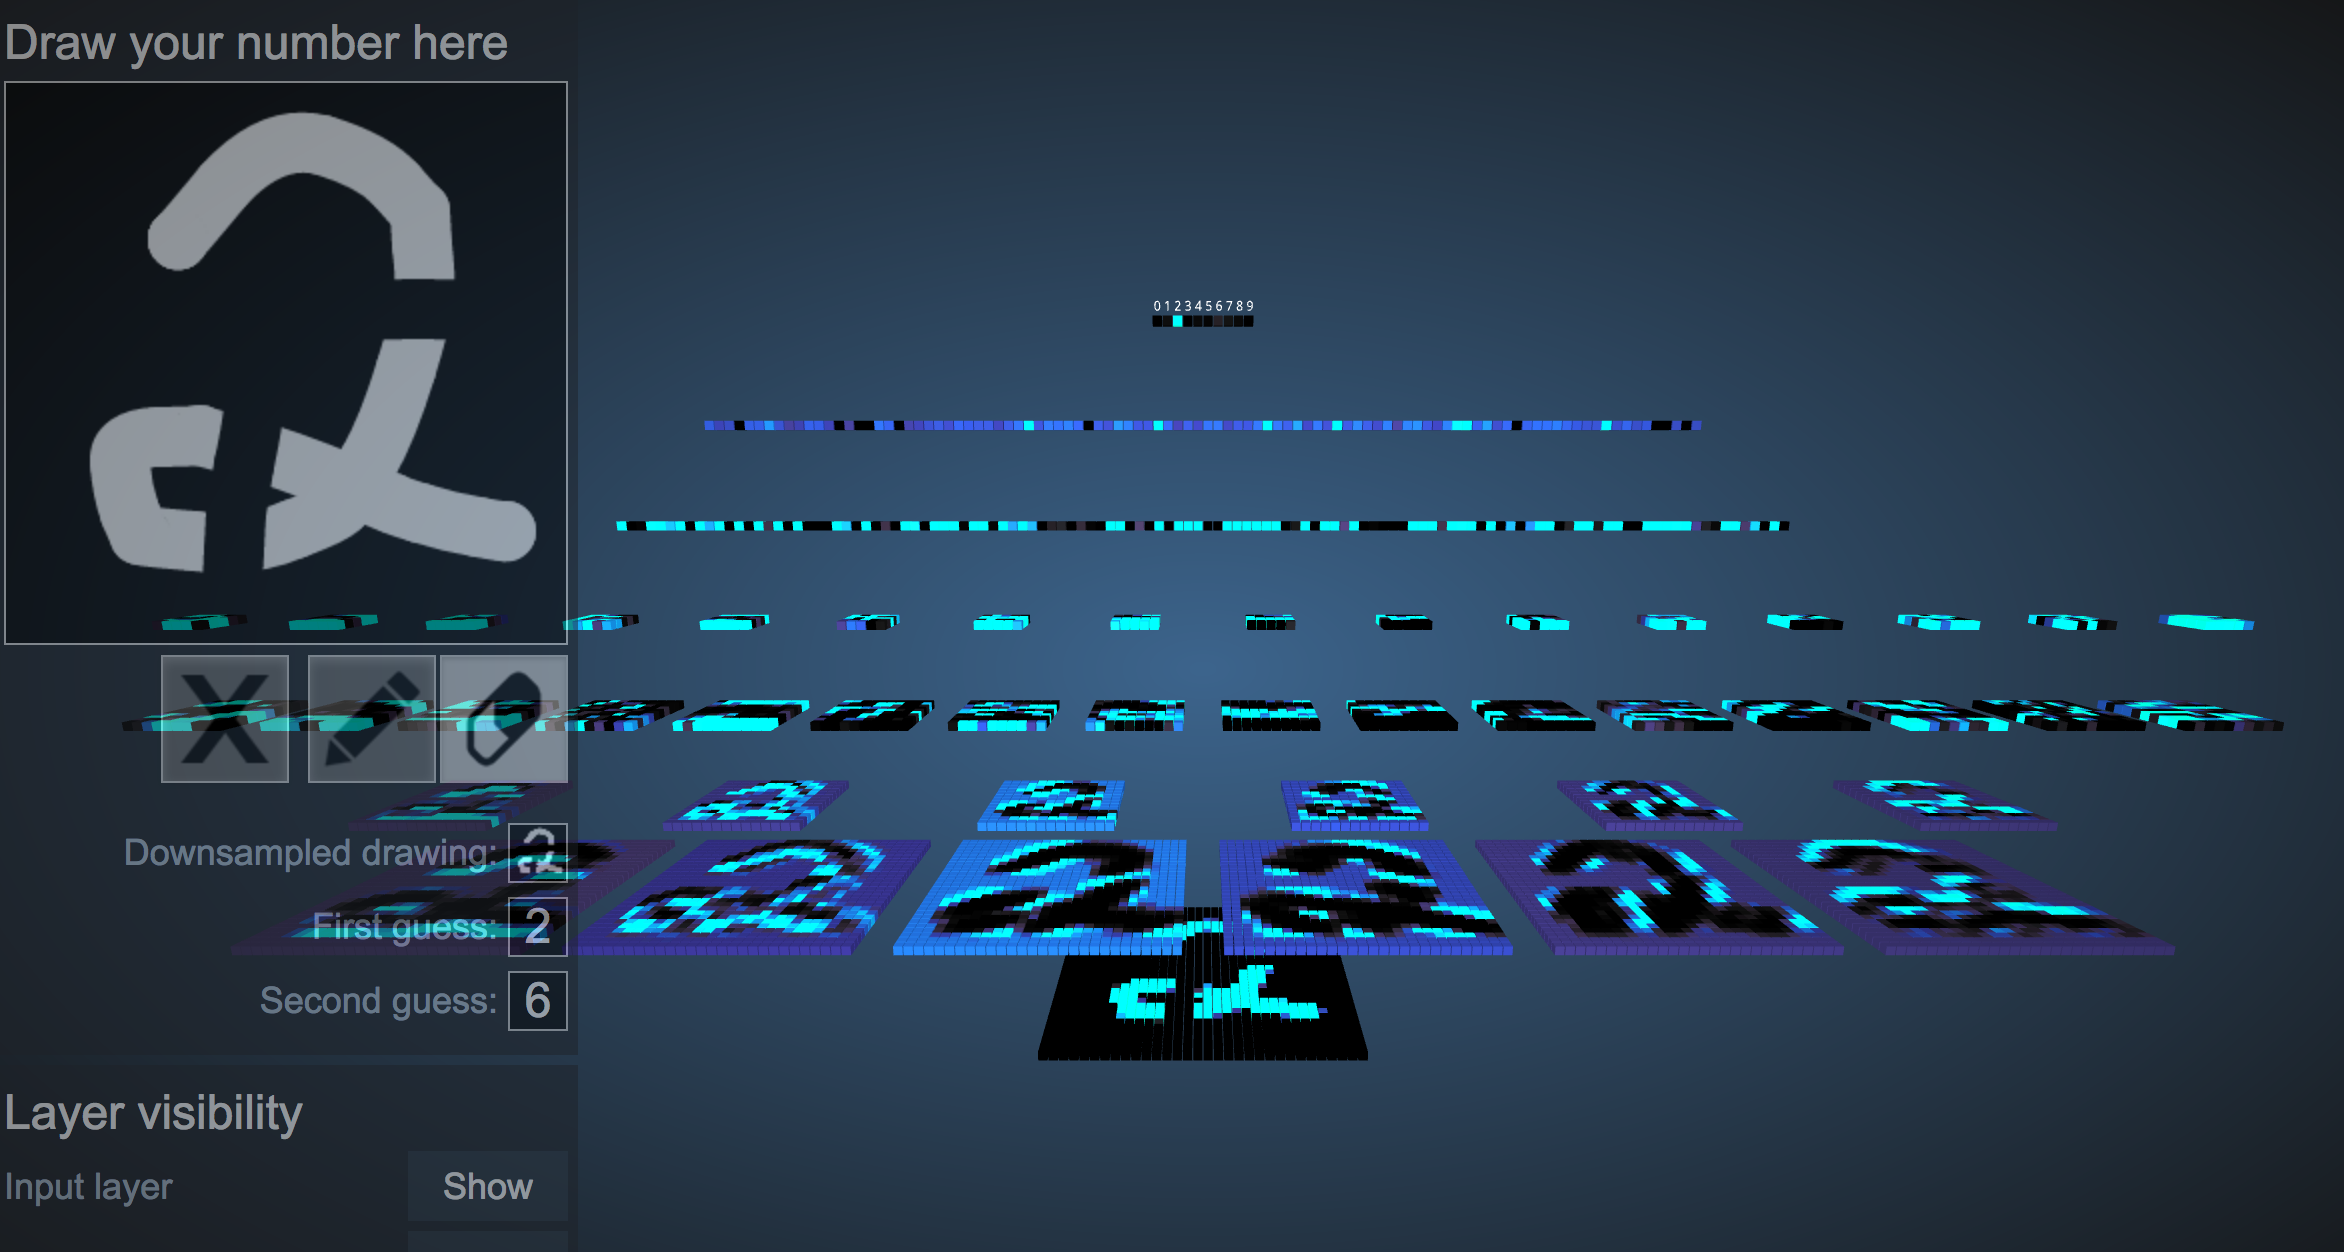 Draw your number here
0 1 2 3 4 5 6 7 8 9
X
Downsampled drawing: 2
First guess: 2
Second guess: 6
Layer visibility
Input layer Show